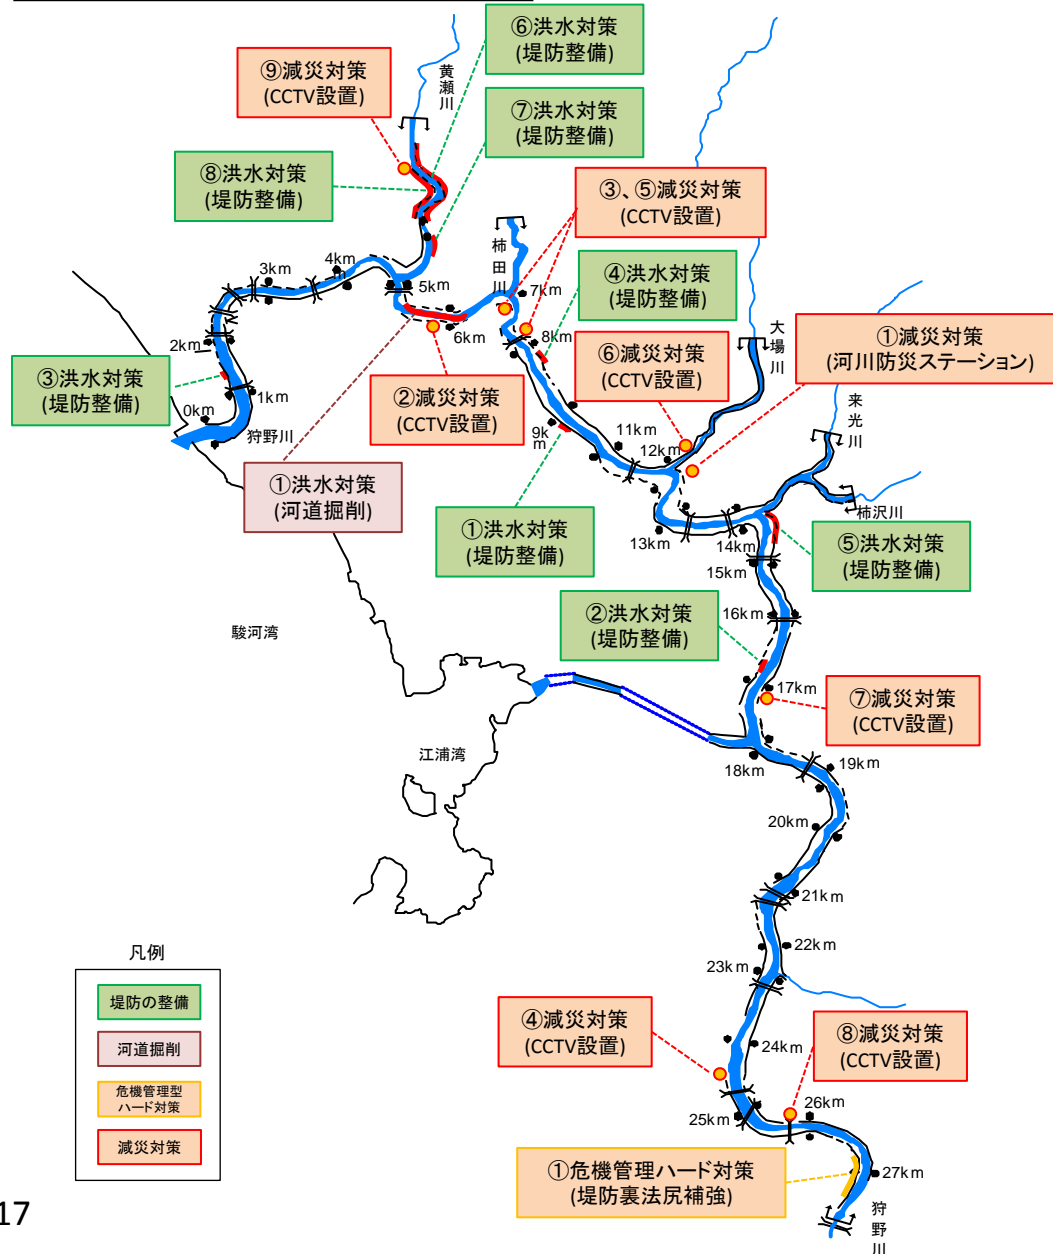 ⑥洪水対策
(堤防整備)
⑨減災対策
(CCTV設置)
黄瀬川
⑦洪水対策
(堤防整備)
⑧洪水対策
(堤防整備)
③、⑤減災対策
(CCTV設置)
柿田川
④洪水対策
(堤防整備)
3km
4km
5km
6km
7km
8km
大場川
①減災対策
(河川防災ステーション)
⑥減災対策
(CCTV設置)
2km
③洪水対策
(堤防整備)
②減災対策
(CCTV設置)
来光川
1km
0km
狩野川
9km
11km
12km
①洪水対策
(河道掘削)
①洪水対策
(堤防整備)
柿沢川
13km
14km
15km
⑤洪水対策
(堤防整備)
16km
②洪水対策
(堤防整備)
駿河湾
17km
⑦減災対策
(CCTV設置)
江浦湾
18km
19km
20km
21km
22km
23km
凡例
堤防の整備
河道掘削
危機管理型
ハード対策
減災対策
④減災対策
(CCTV設置)
⑧減災対策
(CCTV設置)
24km
25km
26km
①危機管理ハード対策
(堤防裏法尻補強)
27km
狩野川
17